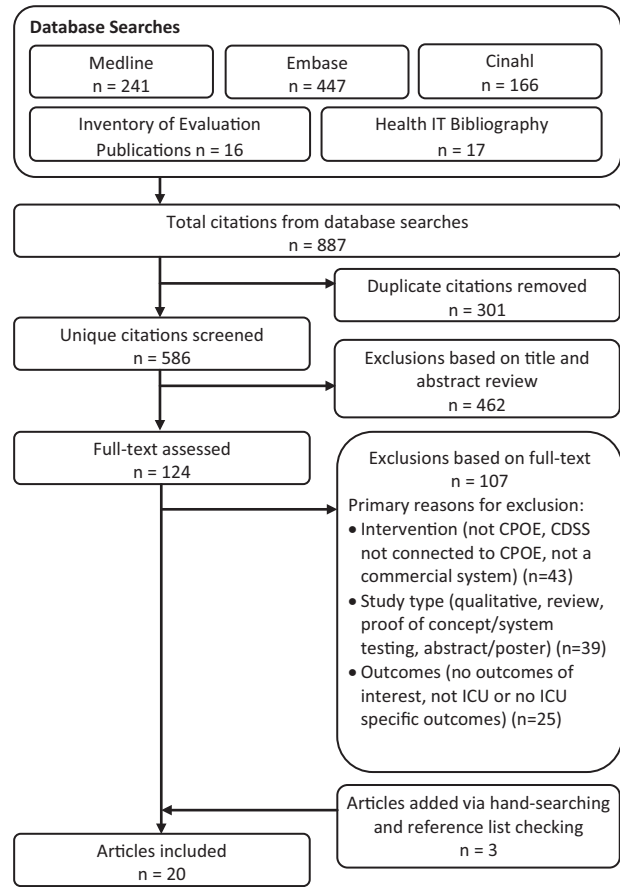 Database Searches
Medline
n = 241
Embase
n = 447
Cinahl
n = 166
Inventory of Evaluation
Publications n = 16
Health IT Bibliography
n = 17
Total citations from database searches
n = 887
Duplicate citations removed
n = 301
Unique citations screened
n = 586
Exclusions based on title and
abstract review
n = 462
Full-text assessed
n = 124
Exclusions based on full-text
n = 107
Primary reasons for exclusion:
• Intervention (not CPOE, CDSS
not connected to CPOE, not a
commercial system) (n=43)
• Study type (qualitative, review,
proof of concept/system
testing, abstract/poster) (n=39)
• Outcomes (no outcomes of
interest, not ICU or no ICU
specific outcomes) (n=25)
Articles added via hand-searching
and reference list checking
n = 3
Articles included
n = 20